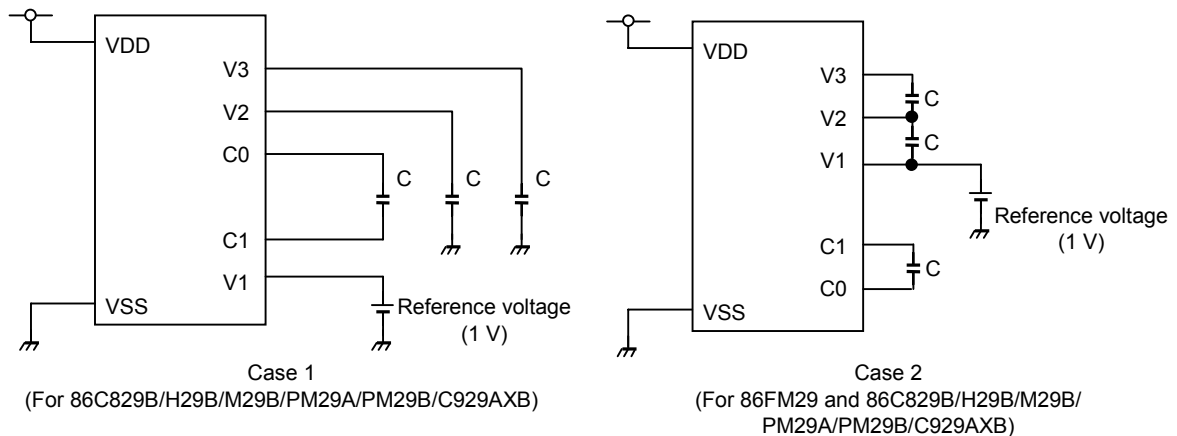 VDD
V3
V2
C0
C C C
C1
V1
VSS
Reference voltage
(1 V)
Case 1
(For 86C829B/H29B/M29B/PM29A/PM29B/C929AXB)
VDD
V3
C
V2
C
V1
Reference voltage
(1 V)
C1
C
C0
VSS
Case 2
(For 86FM29 and 86C829B/H29B/M29B/
PM29A/PM29B/C929AXB)